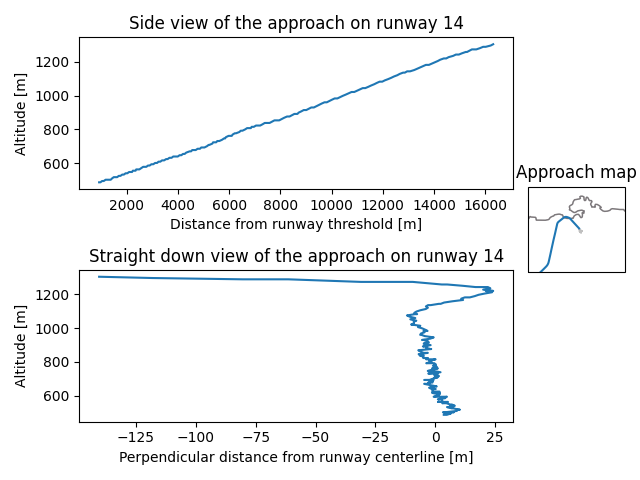 Side view of the approach on runway 14
Altitude [m]
1200
1000
800
600
2000 4000 6000 8000 10000 12000 14000 16000
Distance from runway threshold [m]
Approach map
Straight down view of the approach on runway 14
Altitude [m]
1200
1000
800
600
−125 −100 −75 −50 −25 0 25
Perpendicular distance from runway centerline [m]